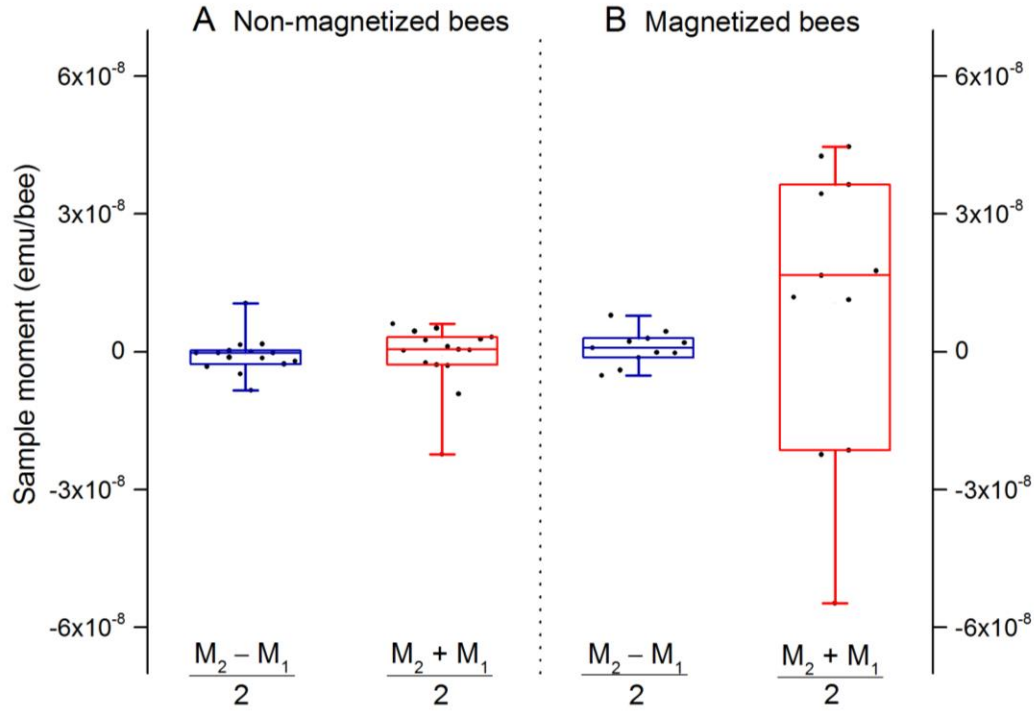 A Non-magnetized bees
B Magnetized bees
Sample moment (emu/bee)
6x10⁻⁸
3x10⁻⁸
0
-3x10⁻⁸
-6x10⁻⁸
6x10⁻⁸
3x10⁻⁸
0
-3x10⁻⁸
-6x10⁻⁸
M₂ – M₁
2
M₂ + M₁
2
M₂ – M₁
2
M₂ + M₁
2